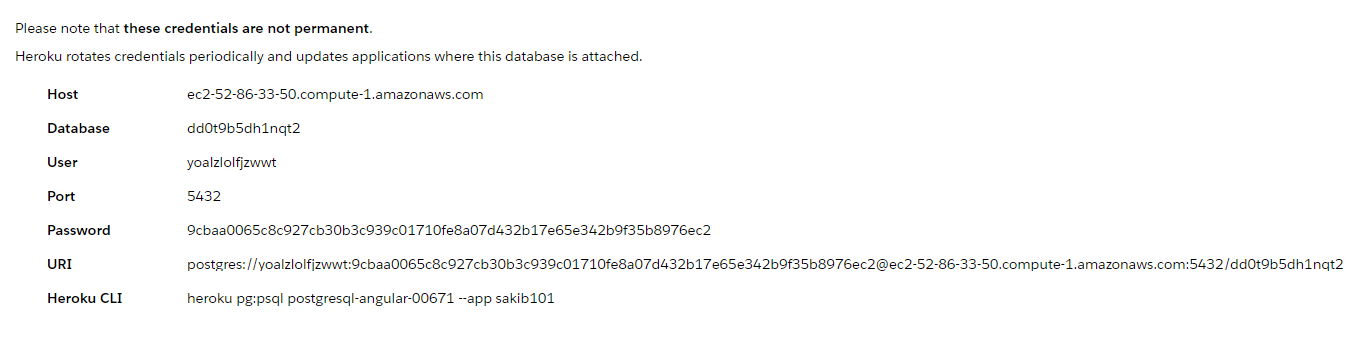 Please note that these credentials are not permanent.
Heroku rotates credentials periodically and updates applications where this database is attached.
Host ec2-52-86-33-50.compute-1.amazonaws.com
Database dd0t9b5dh1nqt2
User yoalzlolfjzwwt
Port 5432
Password 9cbaa0065c8c927cb30b3c939c01710fe8a07d432b17e65e342b9f35b8976ec2
URI postgres://yoalzlolfjzwwt:9cbaa0065c8c927cb30b3c939c01710fe8a07d432b17e65e342b9f35b8976ec2@ec2-52-86-33-50.compute-1.amazonaws.com:5432/dd0t9b5dh1nqt2
Heroku CLI heroku pg:psql postgresql-angular-00671 --app sakib101